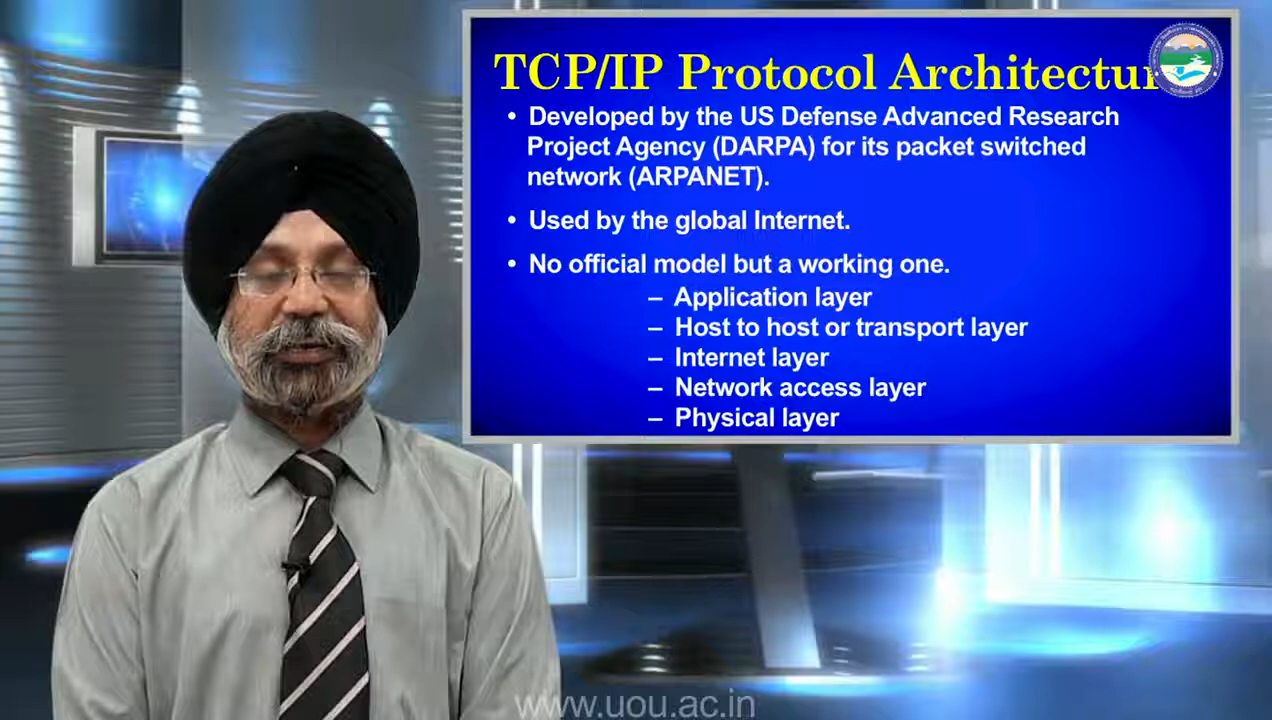 TCP/IP Protocol Architectur
• Developed by the US Defense Advanced Research
Project Agency (DARPA) for its packet switched
network (ARPANET).
• Used by the global Internet.
• No official model but a working one.
– Application layer
– Host to host or transport layer
– Internet layer
– Network access layer
– Physical layer
www.uou.ac.in